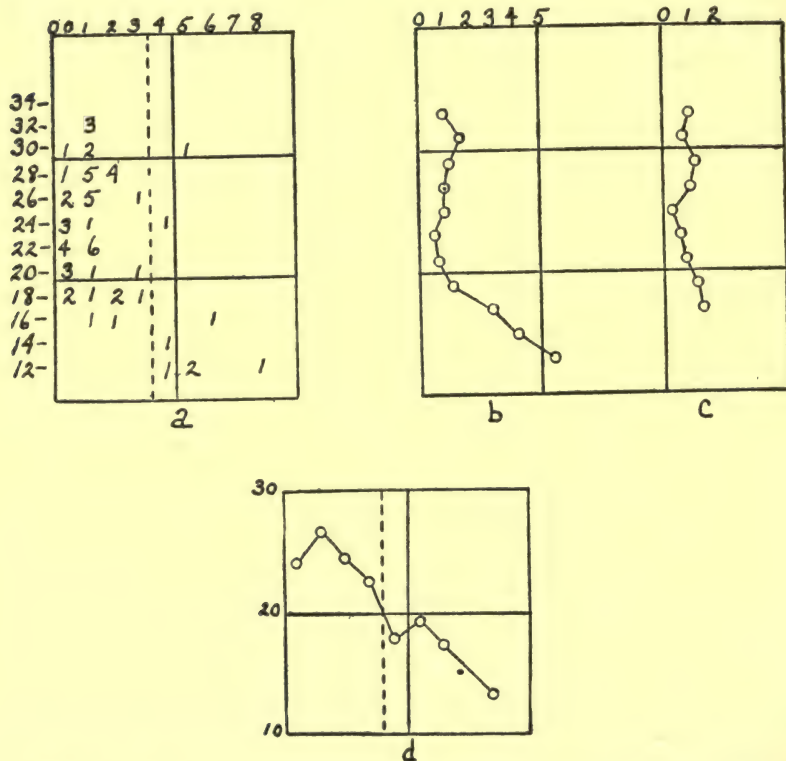 0 0 1 2 3 4 5 6 7 8
0 1 2 3 4 5
0 1 2
34-
32- 3
30- 1 2 1
28- 1 5 4
26- 2 5 1
24- 3 1 1
22- 4 6
20- 3 1 1
18- 2 1 2 1
16- 1 1 1
14- 1
12- 1 2 1
a
b
c
30
20
10
d